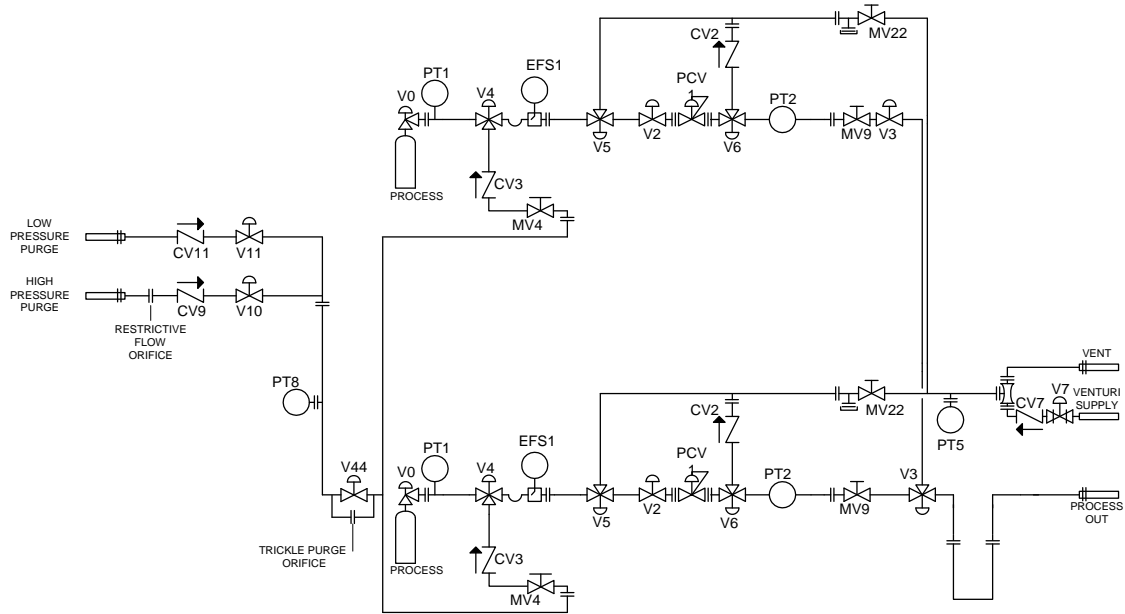 CV2
MV22
EFS1
PT1
V4
PCV
1
V0
PT2
V5
V2
V6
MV9
V3
CV3
PROCESS
MV4
LOW
PRESSURE
PURGE
CV11
V11
HIGH
PRESSURE
PURGE
CV9
V10
RESTRICTIVE
FLOW
ORIFICE
VENT
PT8
V7
VENTURI
SUPPLY
CV7
MV22
CV2
PT5
EFS1
PT1
V4
PCV
1
V44
V0
PT2
V3
V5
V2
V6
MV9
PROCESS
OUT
TRICKLE PURGE
ORIFICE
CV3
PROCESS
MV4